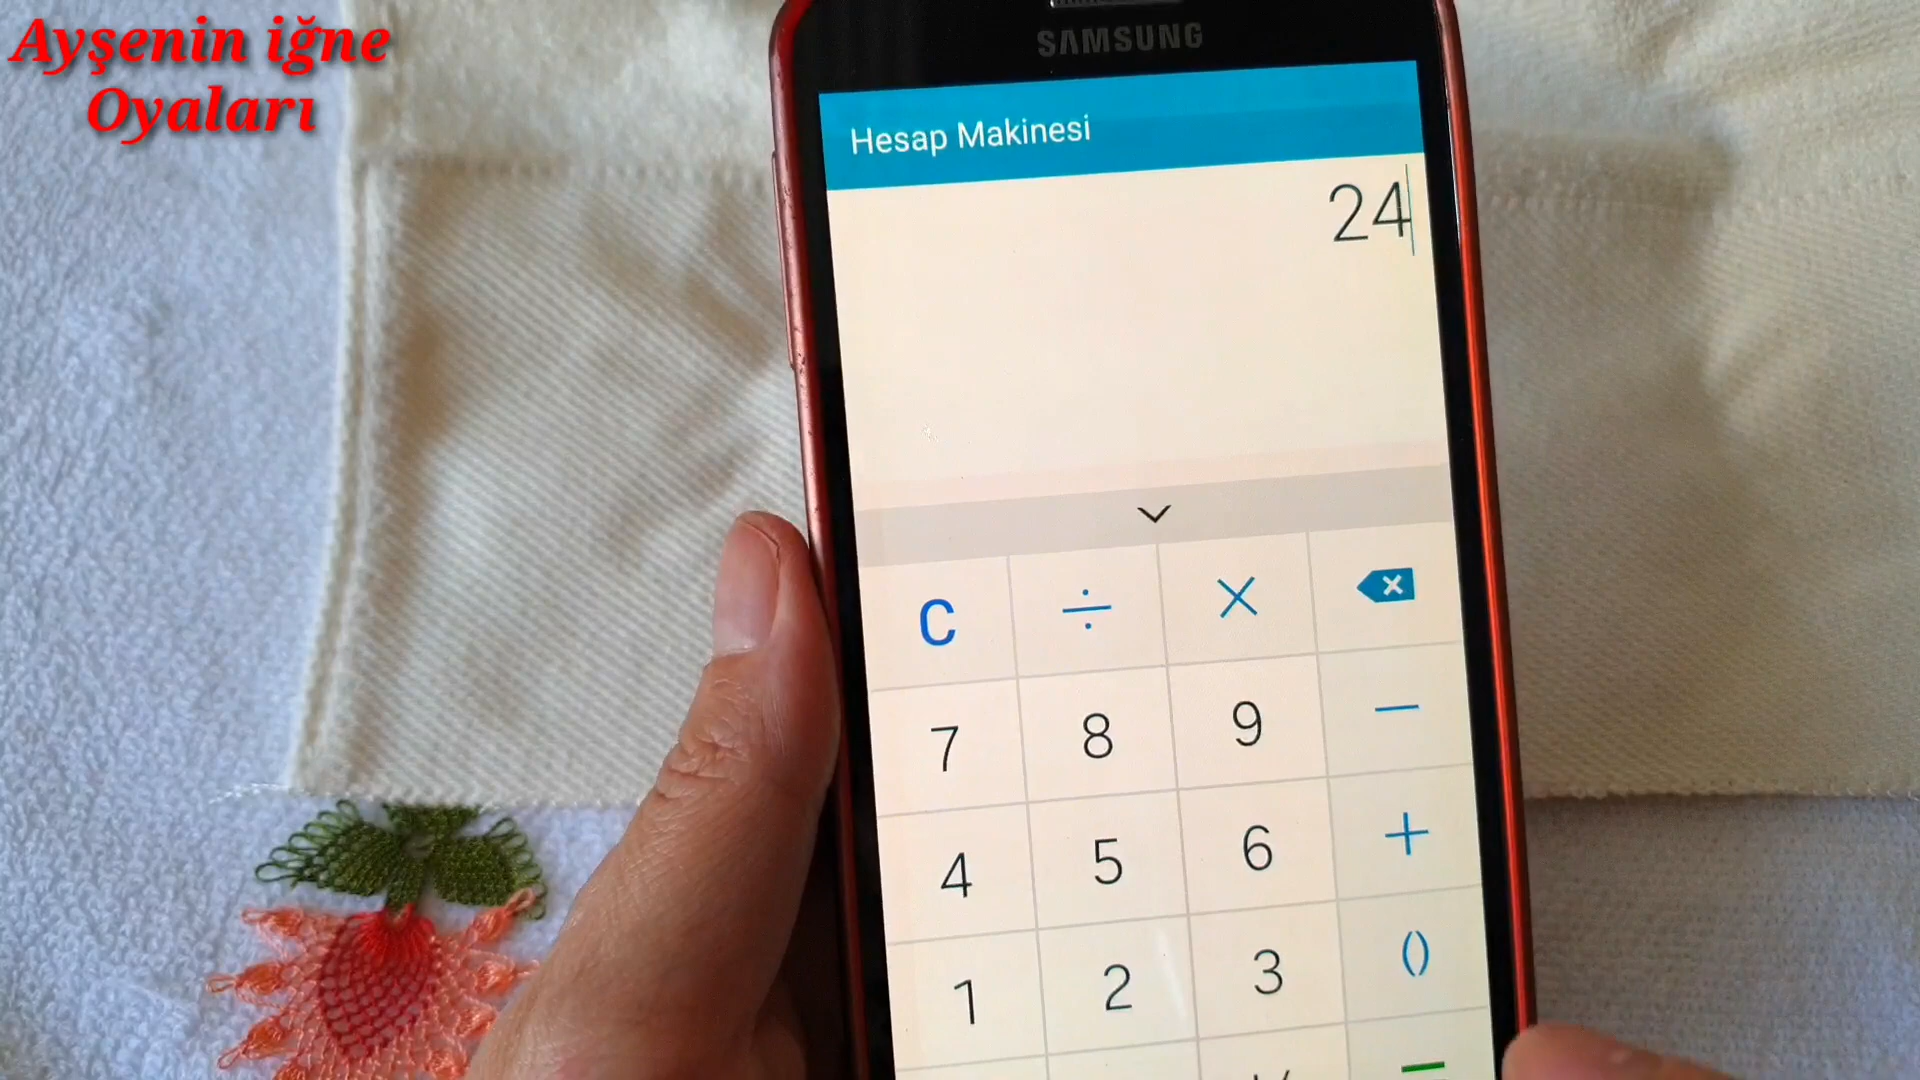 Ayşenin iğne
Oyaları
SAMSUNG
Hesap Makinesi
24
C ÷ ×
7 8 9 −
4 5 6 +
1 2 3 ()